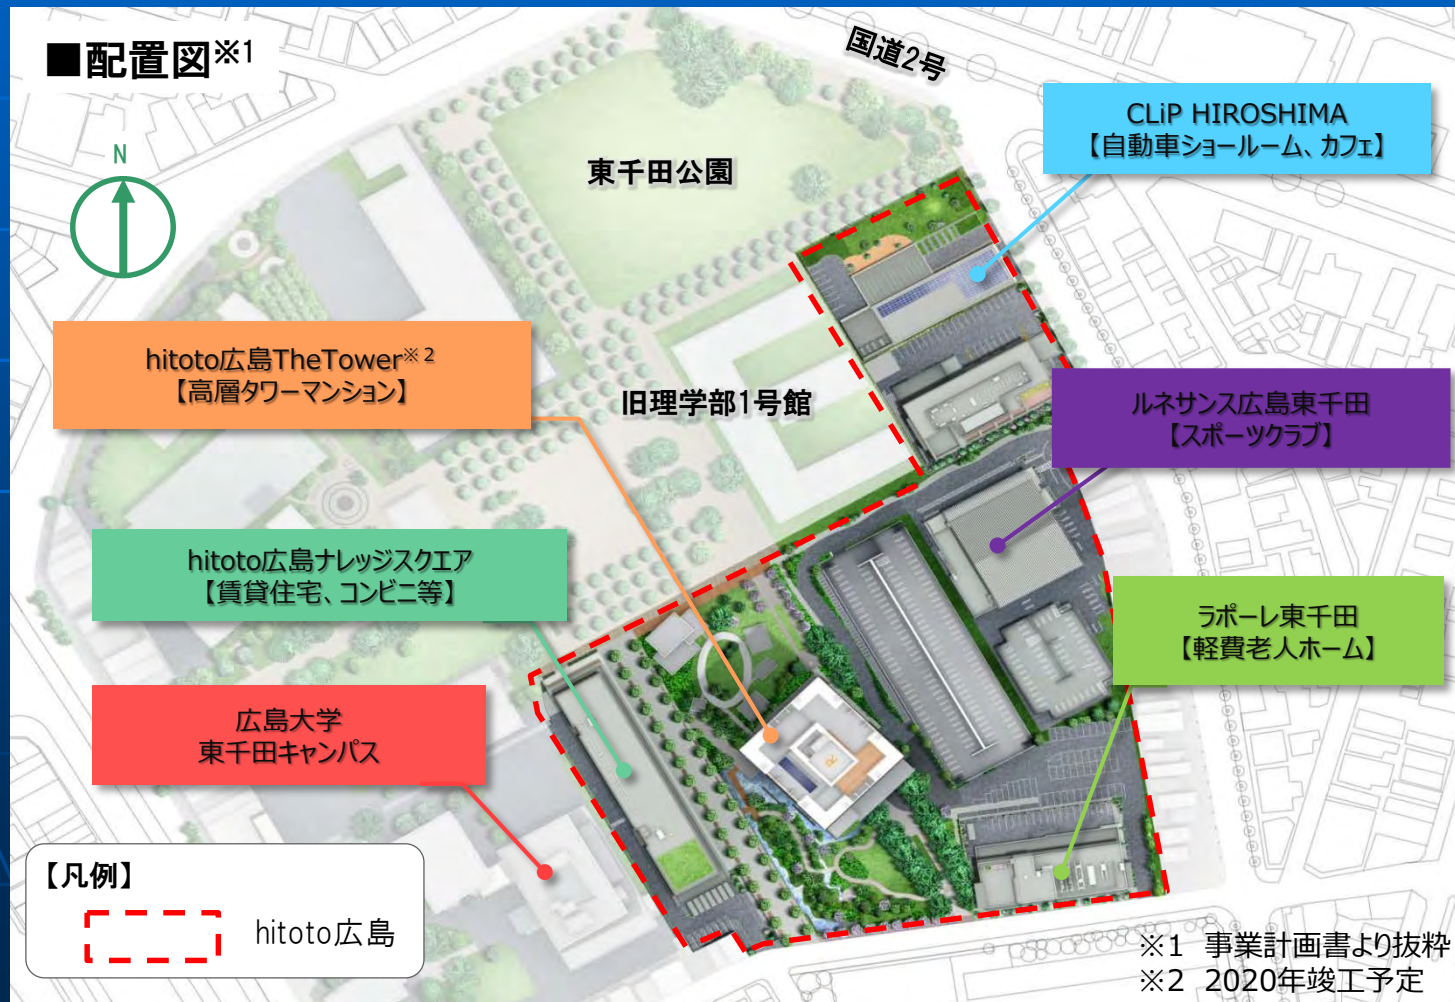 ■配置図※1
国道2号
N
CLiP HIROSHIMA
【自動車ショールーム、カフェ】
東千田公園
hitoto広島TheTower※2
【高層タワーマンション】
旧理学部1号館
ルネサンス広島東千田
【スポーツクラブ】
hitoto広島ナレッジスクエア
【賃貸住宅、コンビニ等】
ラポーレ東千田
【軽費老人ホーム】
広島大学
東千田キャンパス
【凡例】
hitoto広島
※1 事業計画書より抜粋
※2 2020年竣工予定